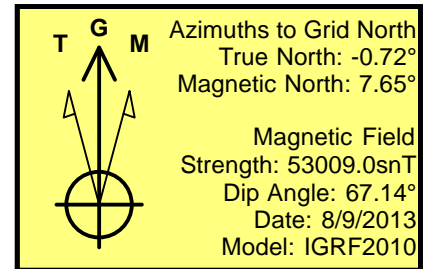 T G M
Azimuths to Grid North
True North: -0.72°
Magnetic North: 7.65°
Magnetic Field
Strength: 53009.0snT
Dip Angle: 67.14°
Date: 8/9/2013
Model: IGRF2010